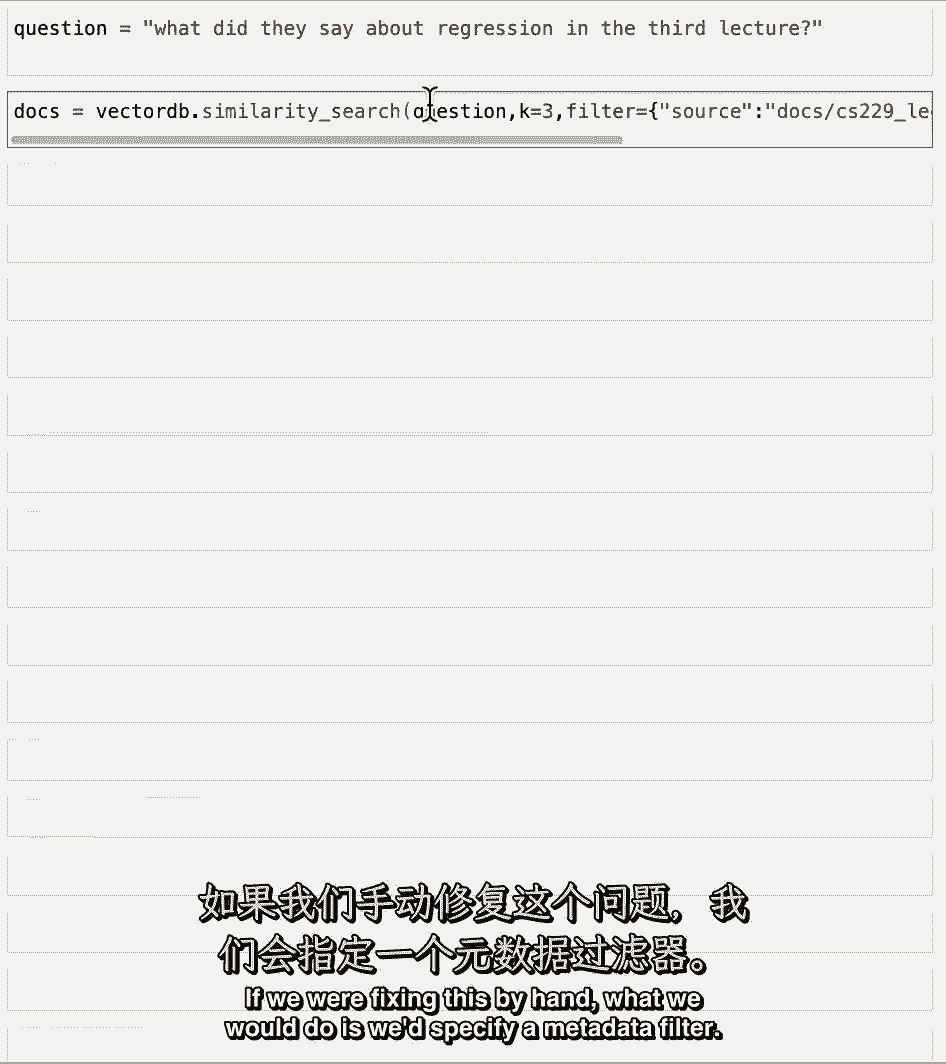 question = "what did they say about regression in the third lecture?"
docs = vectordb.similarity_search(question,k=3,filter={"source":"docs/cs229_le
如果我们手动修复这个问题，我
们会指定一个元数据过滤器。
If we were fixing this by hand, what we
would do is we'd specify a metadata filter.